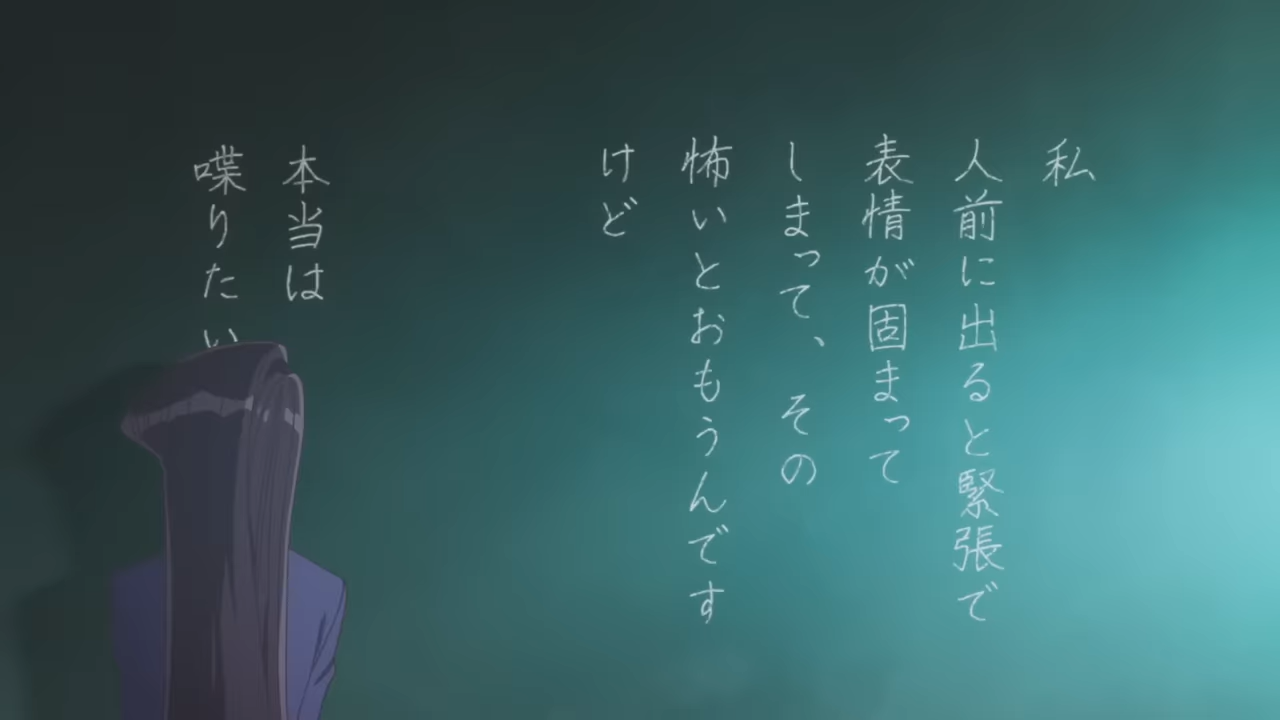 私
人前に出ると緊張で
表情が固まって
しまって、その
怖いとおもうんです
けど
本当は
喋りたい